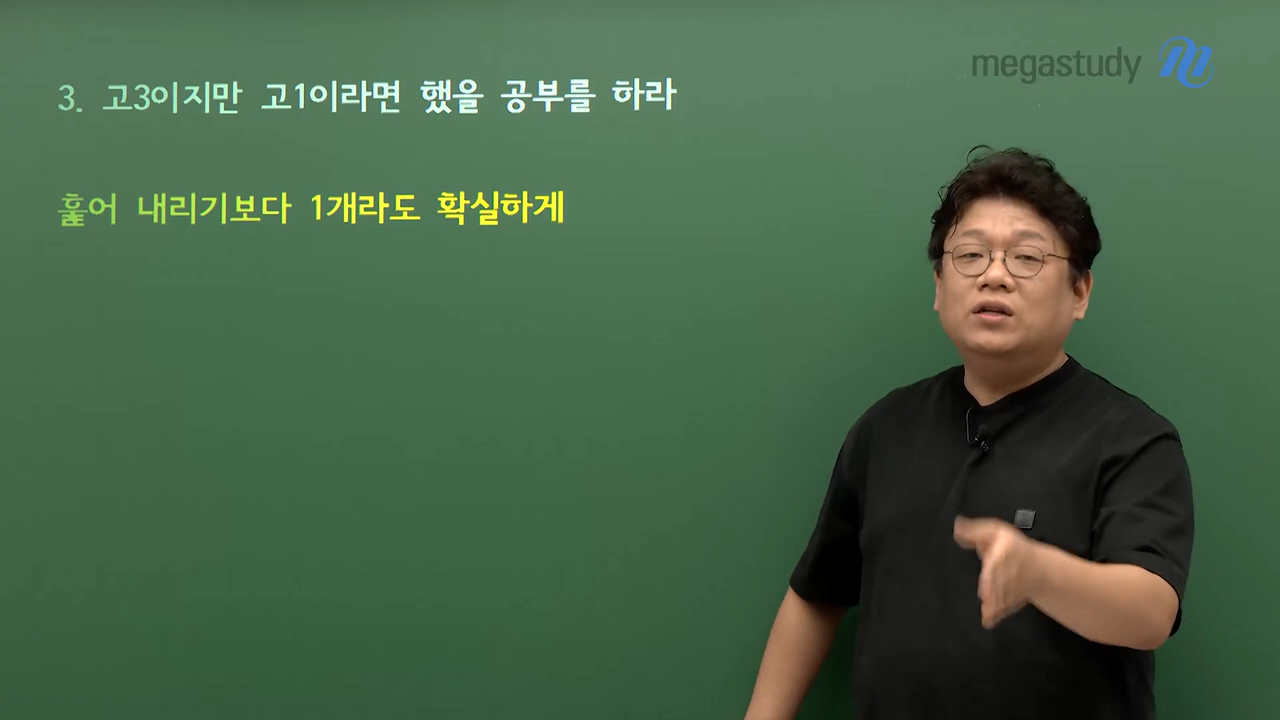 megastudy
3. 고3이지만 고1이라면 했을 공부를 하라
훑어 내리기보다 1개라도 확실하게